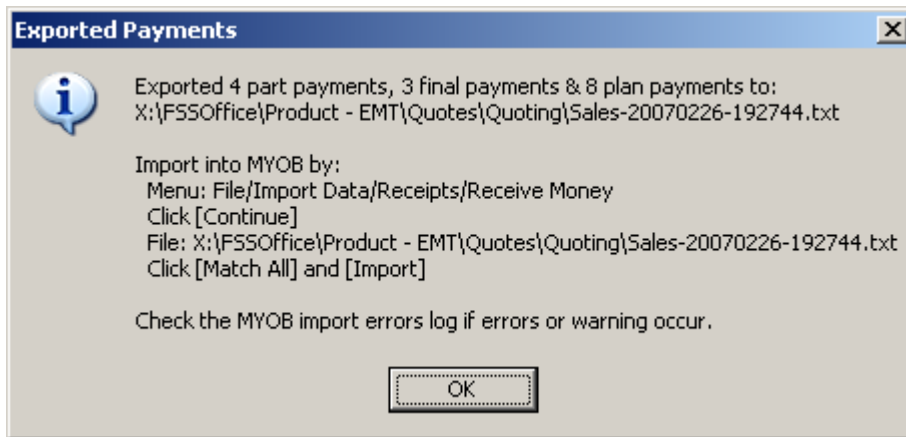 Exported Payments
Exported 4 part payments, 3 final payments & 8 plan payments to:
X:\FSSOffice\Product - EMT\Quotes\Quoting\Sales-20070226-192744.txt
Import into MYOB by:
Menu: File/Import Data/Receipts/Receive Money
Click [Continue]
File: X:\FSSOffice\Product - EMT\Quotes\Quoting\Sales-20070226-192744.txt
Click [Match All] and [Import]
Check the MYOB import errors log if errors or warning occur.
OK